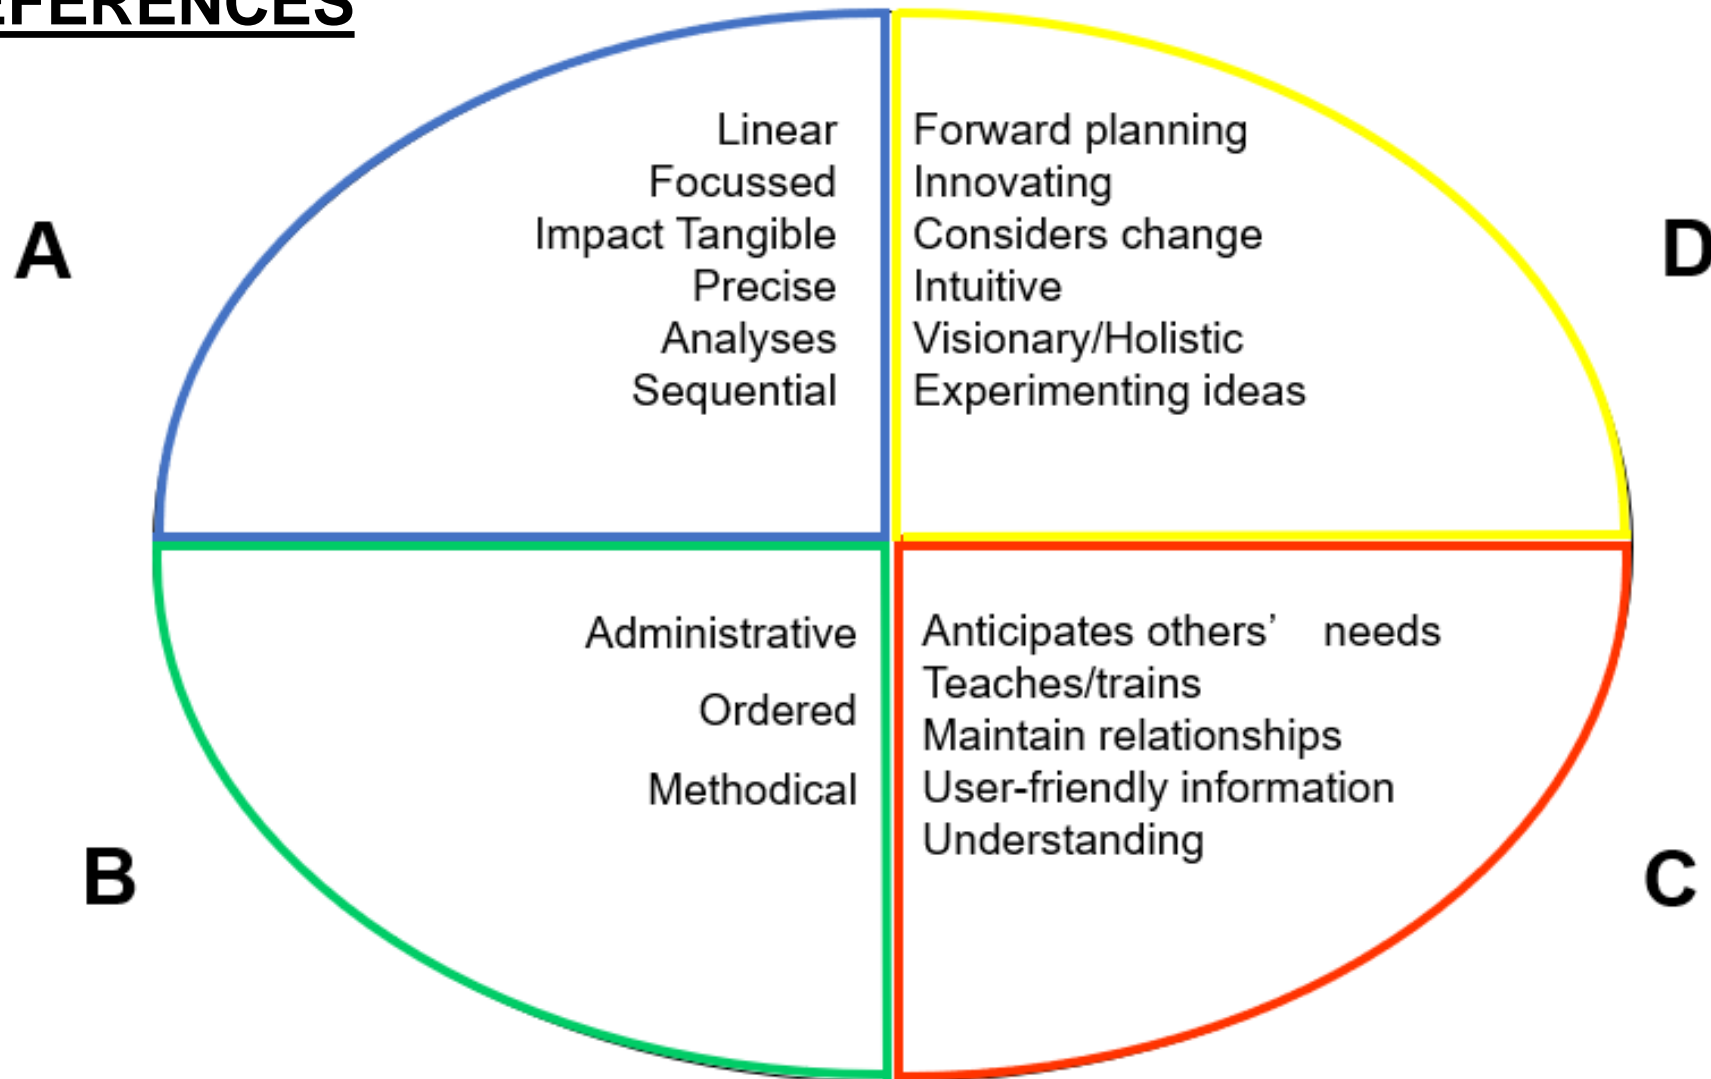 EFERENCES
A
Linear
Focussed
Impact Tangible
Precise
Analyses
Sequential
Forward planning
Innovating
Considers change
Intuitive
Visionary/Holistic
Experimenting ideas
D
B
Administrative
Ordered
Methodical
Anticipates others’ needs
Teaches/trains
Maintain relationships
User-friendly information
Understanding
C